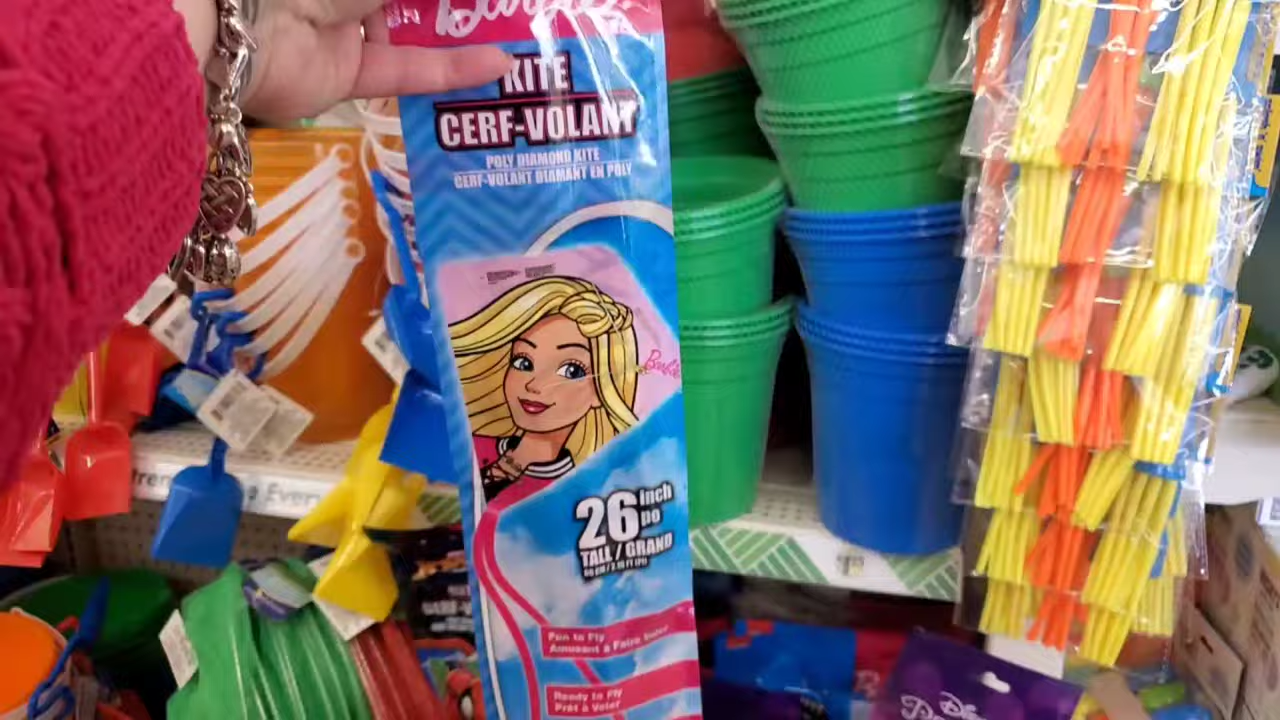 Barbie
KITE
CERF-VOLANT
POLY DIAMOND KITE
CERF-VOLANT DIAMANT EN POLY
Barbie
26 inch
po
TALL / GRAND
Fun to Fly
Amusant à Faire Voler
Ready to Fly
Prêt à Voler